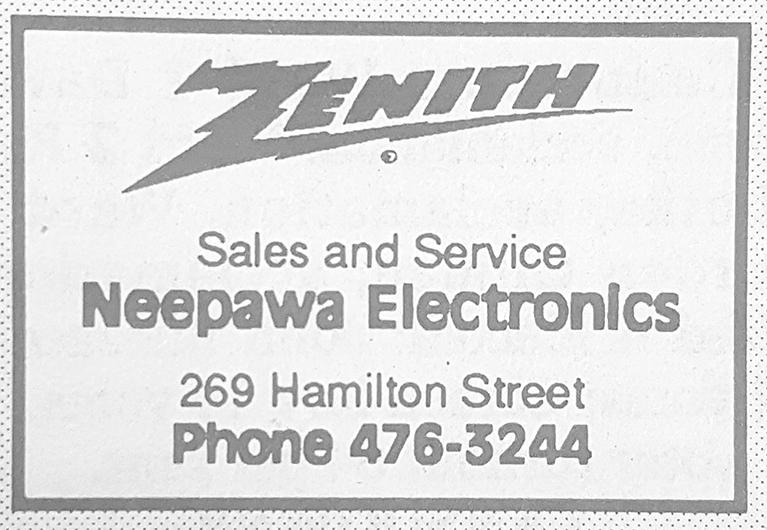 ZENITH
Sales and Service
Neepawa Electronics
269 Hamilton Street
Phone 476-3244